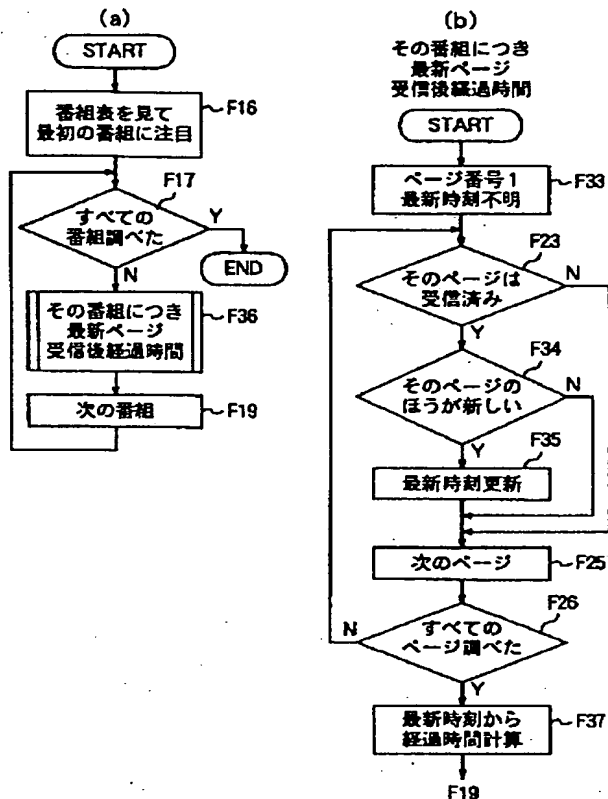 (a)
START
番組表を見て
最初の番組に注目
F16
F17
すべての
番組調べた
Y
END
N
その番組につき
最新ページ
受信後経過時間
F36
次の番組
F19
(b)
その番組につき
最新ページ
受信後経過時間
START
ページ番号1
最新時刻不明
F33
F23
そのページは
受信済み
N
Y
F34
そのページの
ほうが新しい
N
Y
F35
最新時刻更新
次のページ
F25
F26
すべての
ページ調べた
N
Y
最新時刻から
経過時間計算
F37
F19